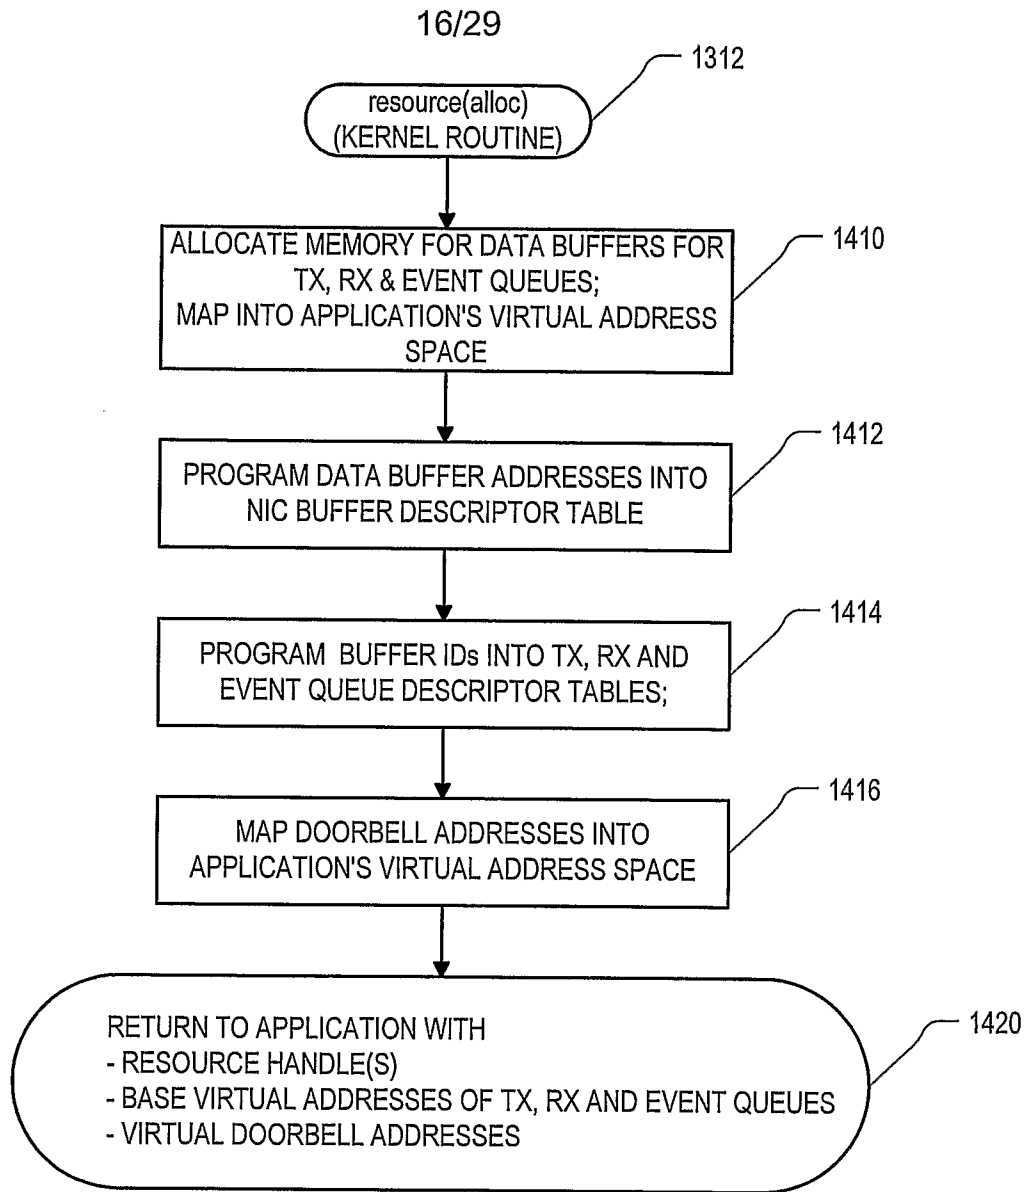 16/29
1312
resource(alloc)
(KERNEL ROUTINE)
1410
ALLOCATE MEMORY FOR DATA BUFFERS FOR
TX, RX & EVENT QUEUES;
MAP INTO APPLICATION'S VIRTUAL ADDRESS
SPACE
1412
PROGRAM DATA BUFFER ADDRESSES INTO
NIC BUFFER DESCRIPTOR TABLE
1414
PROGRAM BUFFER IDs INTO TX, RX AND
EVENT QUEUE DESCRIPTOR TABLES;
1416
MAP DOORBELL ADDRESSES INTO
APPLICATION'S VIRTUAL ADDRESS SPACE
1420
RETURN TO APPLICATION WITH
- RESOURCE HANDLE(S)
- BASE VIRTUAL ADDRESSES OF TX, RX AND EVENT QUEUES
- VIRTUAL DOORBELL ADDRESSES